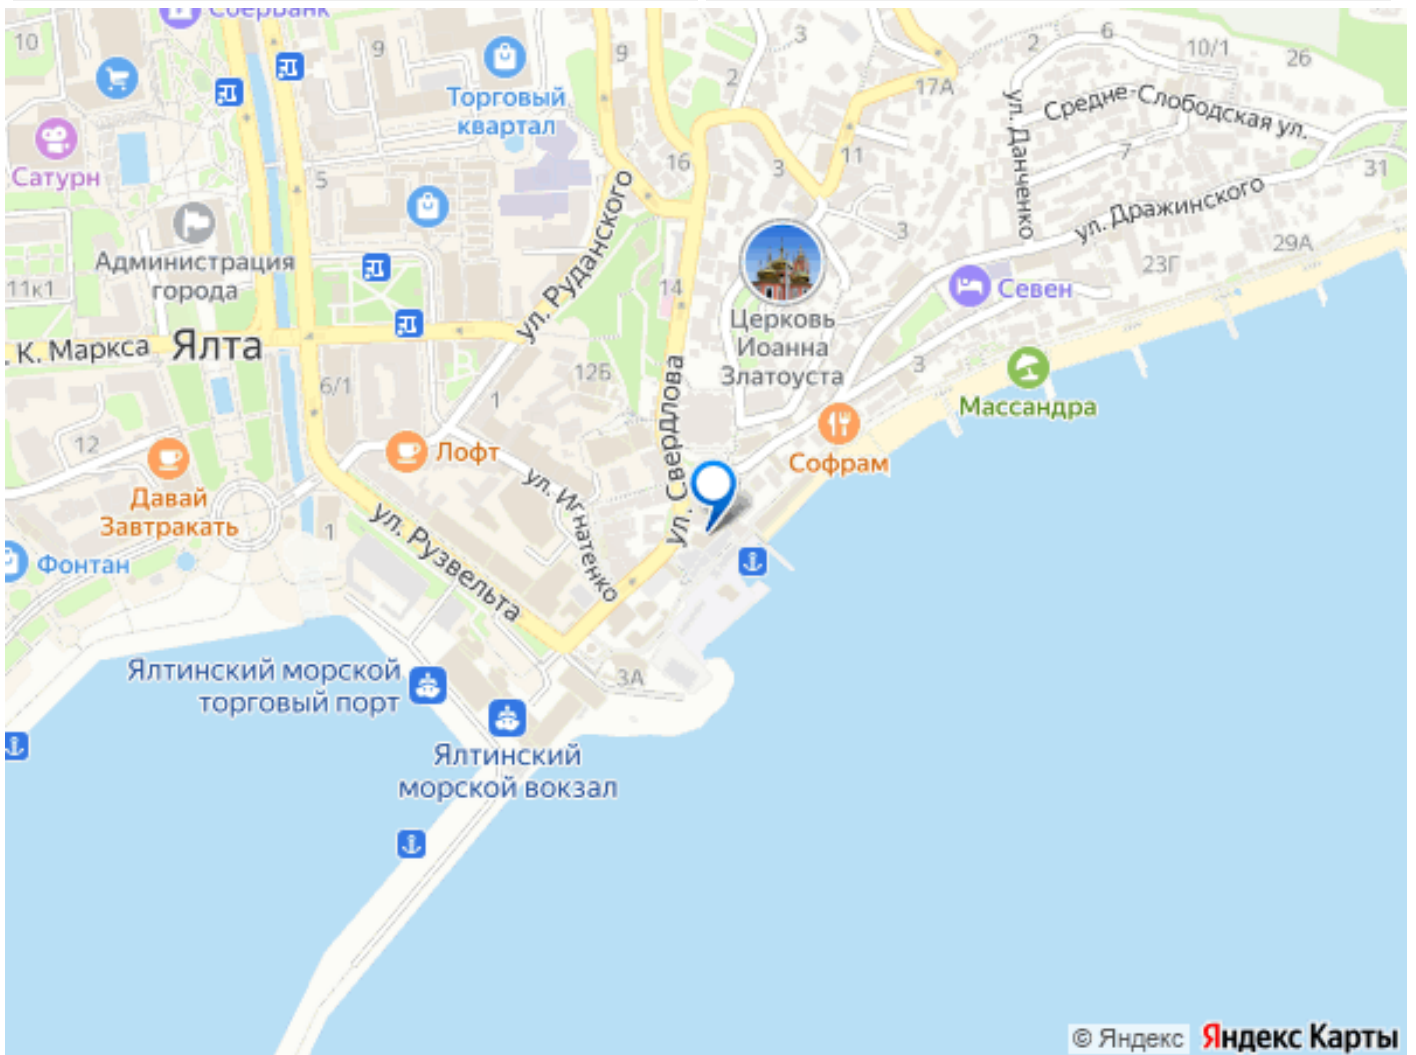 Сбербанк
10
9
9
3
2
2
6
10/1
26
17А
Торговый
квартал
ул. Данченко
Средне-Слободская ул.
Сатурн
5
16
3
11
7
31
ул. Руданского
ул. Дражинского
3
29А
23Г
Администрация
города
11к1
14
Севен
Церковь
Иоанна
Златоуста
. К. Маркса
Ялта
12Б
6/1
1
3
Массандра
ул. Свердлова
12
Лофт
Софрам
Давай
Завтракать
ул. Игнатенко
1
ул. Рузвельта
Фонтан
Ялтинский морской
торговый порт
3А
Ялтинский
морской вокзал
© Яндекс
Яндекс Карты